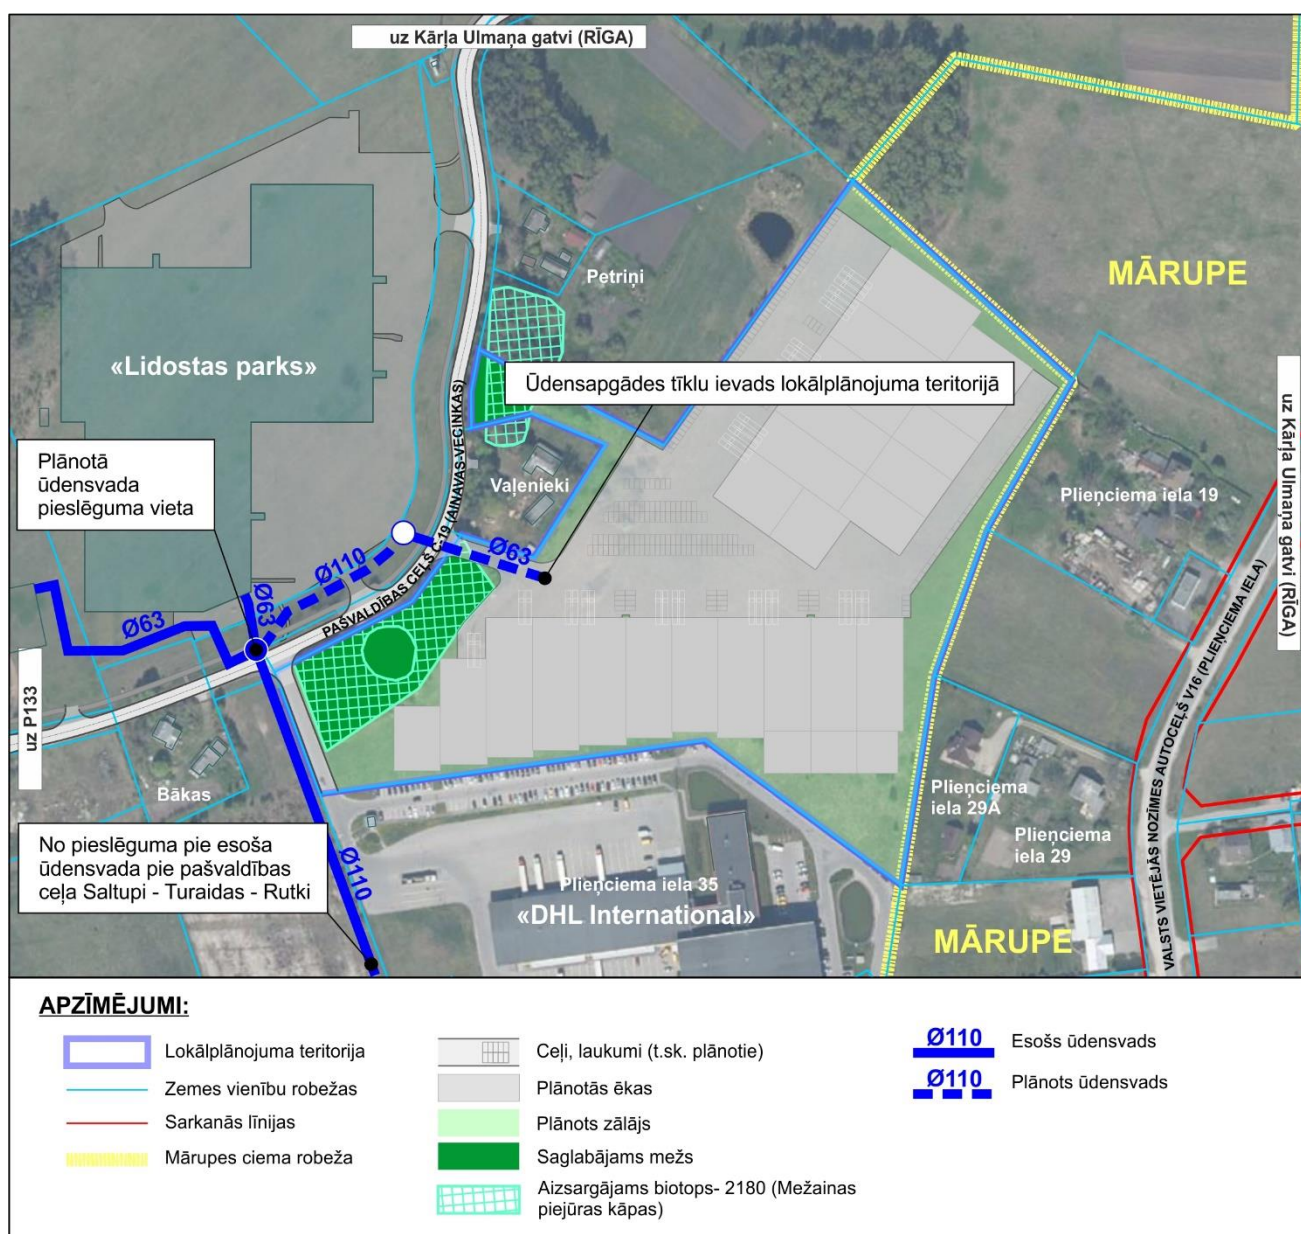 uz Kārļa Ulmaņa gatvi (RĪGA)
MĀRUPE
Petriņi
«Lidostas parks»
Ūdensapgādes tīklu ievads lokālplānojuma teritorijā
Plānotā
ūdensvada
pieslēguma vieta
Vaļenieki
PAŠVALDĪBAS CEĻŠ C-19 (AINAVAS-VECINKAS)
Plieņciema iela 19
uz Kārļa Ulmaņa gatvi (RĪGA)
Ø63
Ø110
Ø63
Ø63
uz P133
VALSTS VIETĒJĀS NOZĪMES AUTOCEĻŠ V16 (PLIEŅCIEMA IELA)
Bākas
Plieņciema
iela 29A
Plieņciema
iela 29
No pieslēguma pie esoša
ūdensvada pie pašvaldības
ceļa Saltupi - Turaidas - Rutki
Ø110
Plieņciema iela 35
«DHL International»
MĀRUPE
APZĪMĒJUMI:
Lokālplānojuma teritorija
Zemes vienību robežas
Sarkanās līnijas
Mārupes ciema robeža
Ceļi, laukumi (t.sk. plānotie)
Plānotās ēkas
Plānots zālājs
Saglabājams mežs
Aizsargājams biotops- 2180 (Mežainas
piejūras kāpas)
Ø110
Esošs ūdensvads
Ø110
Plānots ūdensvads